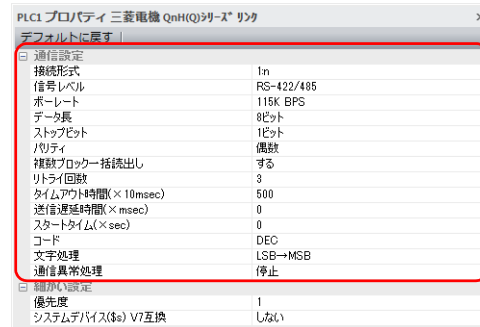 PLC1 プロパティ 三菱電機 QnH(Q)シリーズ リンク
デフォルトに戻す
通信設定
接続形式 1:n
信号レベル RS-422/485
ボーレート 115K BPS
データ長 8ビット
ストップビット 1ビット
パリティ 偶数
複数ブロック一括読出し する
リトライ回数 3
タイムアウト時間(×10msec) 500
送信遅延時間(×msec) 0
スタートタイム(×sec) 0
コード DEC
文字処理 LSB→MSB
通信異常処理 停止
細かい設定
優先度 1
システムデバイス($s) V7互換 しない